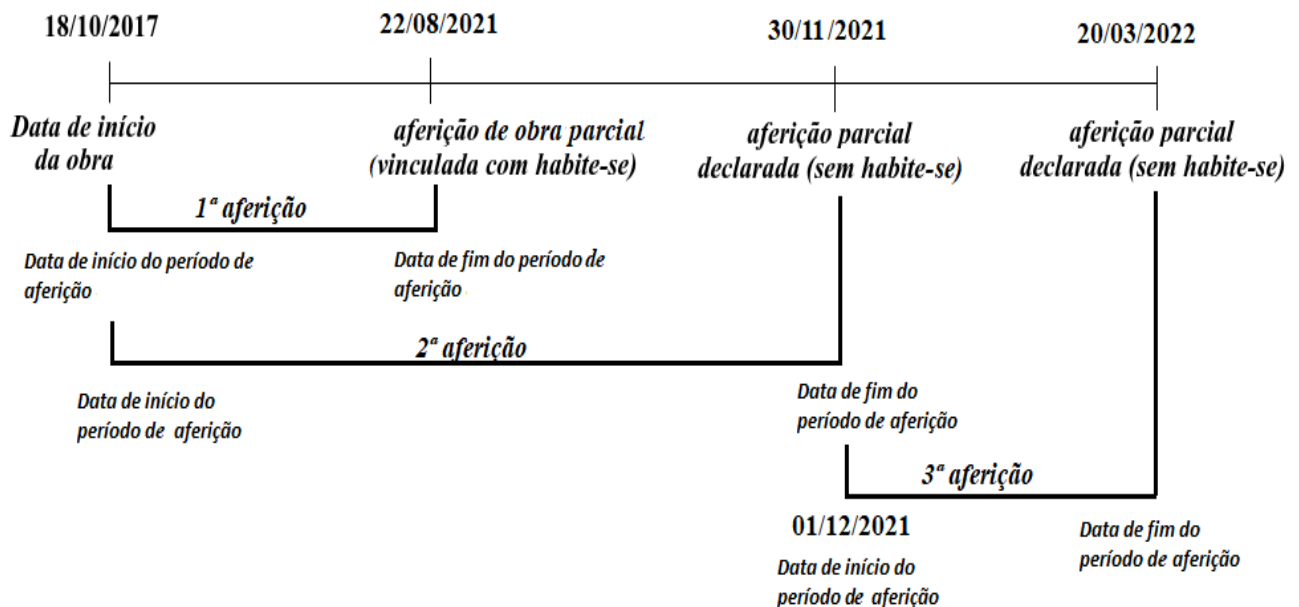 18/10/2017
22/08/2021
30/11/2021
20/03/2022
Data de início
da obra
aferição de obra parcial
(vinculada com habite-se)
aferição parcial
declarada (sem habite-se)
aferição parcial
declarada (sem habite-se)
1ª aferição
Data de início do período de
aferição
Data de fim do período de
aferição
2ª aferição
Data de início do
período de aferição
Data de fim do
período de aferição
3ª aferição
01/12/2021
Data de início do
período de aferição
Data de fim do
período de aferição